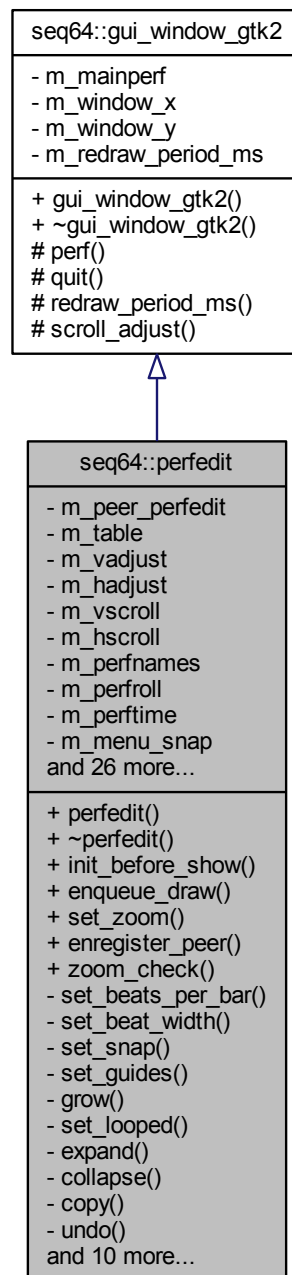 seq64::gui_window_gtk2
- m_mainperf
- m_window_x
- m_window_y
- m_redraw_period_ms
+ gui_window_gtk2()
+ ~gui_window_gtk2()
# perf()
# quit()
# redraw_period_ms()
# scroll_adjust()
seq64::perfedit
- m_peer_perfedit
- m_table
- m_vadjust
- m_hadjust
- m_vscroll
- m_hscroll
- m_perfnames
- m_perfroll
- m_perftime
- m_menu_snap
and 26 more...
+ perfedit()
+ ~perfedit()
+ init_before_show()
+ enqueue_draw()
+ set_zoom()
+ enregister_peer()
+ zoom_check()
- set_beats_per_bar()
- set_beat_width()
- set_snap()
- set_guides()
- grow()
- set_looped()
- expand()
- collapse()
- copy()
- undo()
and 10 more...